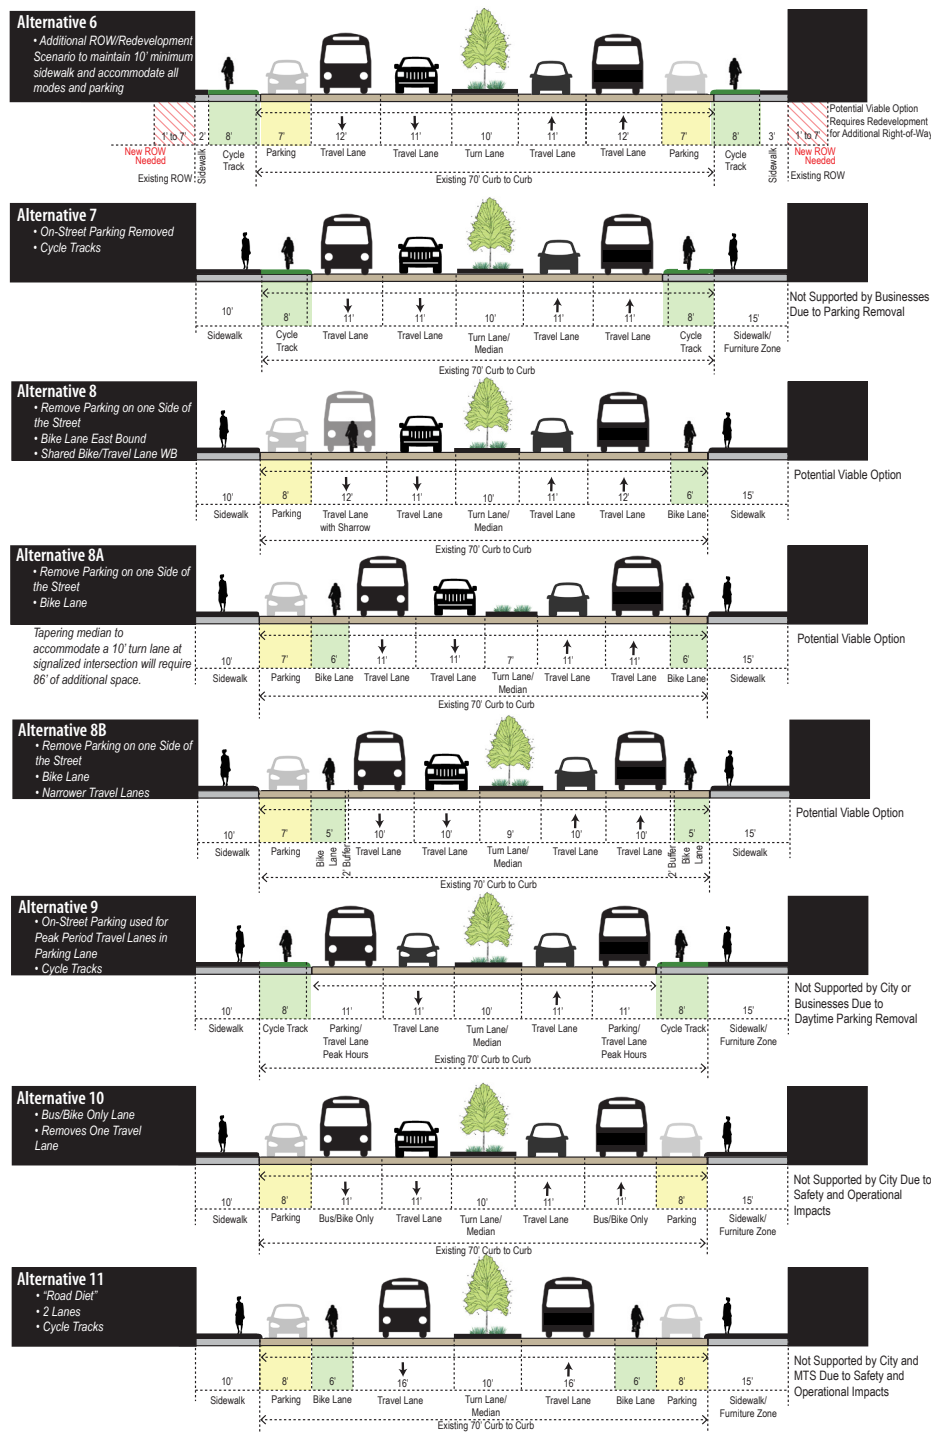 Alternative 6
• Additional ROW/Redevelopment
Scenario to maintain 10' minimum
sidewalk and accommodate all
modes and parking
Potential Viable Option
Requires Redevelopment
for Additional Right-of-Way
1' to 7' 2' 8' 7' 12' 11' 10' 11' 12' 7' 8' 3' 1' to 7'
New ROW
Needed
Existing ROW
Sidewalk
Cycle
Track
Parking
Travel Lane
Travel Lane
Turn Lane
Travel Lane
Travel Lane
Parking
Cycle
Track
Sidewalk
New ROW
Needed
Existing ROW
Existing 70' Curb to Curb
Alternative 7
• On-Street Parking Removed
• Cycle Tracks
Not Supported by Businesses
Due to Parking Removal
10' 8' 11' 11' 10' 11' 11' 8' 15'
Sidewalk
Cycle
Track
Travel Lane
Travel Lane
Turn Lane/
Median
Travel Lane
Travel Lane
Cycle
Track
Sidewalk/
Furniture Zone
Existing 70' Curb to Curb
Alternative 8
• Remove Parking on one Side of
the Street
• Bike Lane East Bound
• Shared Bike/Travel Lane WB
Potential Viable Option
10' 8' 12' 11' 10' 11' 12' 6' 15'
Sidewalk
Parking
Travel Lane
with Sharrow
Travel Lane
Turn Lane/
Median
Travel Lane
Travel Lane
Bike Lane
Sidewalk
Existing 70' Curb to Curb
Alternative 8A
• Remove Parking on one Side of
the Street
• Bike Lane
Tapering median to
accommodate a 10' turn lane at
signalized intersection will require
86' of additional space.
Potential Viable Option
10' 7' 6' 11' 11' 7' 11' 11' 6' 15'
Sidewalk
Parking
Bike Lane
Travel Lane
Travel Lane
Turn Lane/
Median
Travel Lane
Travel Lane
Bike Lane
Sidewalk
Existing 70' Curb to Curb
Alternative 8B
• Remove Parking on one Side of
the Street
• Bike Lane
• Narrower Travel Lanes
Potential Viable Option
10' 7' 5' 10' 10' 9' 10' 10' 5' 15'
Sidewalk
Parking
Bike
Lane
2' Buffer
Travel Lane
Travel Lane
Turn Lane/
Median
Travel Lane
Travel Lane
2' Buffer
Bike
Lane
Sidewalk
Existing 70' Curb to Curb
Alternative 9
• On-Street Parking used for
Peak Period Travel Lanes in
Parking Lane
• Cycle Tracks
Not Supported by City or
Businesses Due to
Daytime Parking Removal
10' 8' 11' 11' 10' 11' 11' 8' 15'
Sidewalk
Cycle Track
Parking/
Travel Lane
Peak Hours
Travel Lane
Turn Lane/
Median
Travel Lane
Parking/
Travel Lane
Peak Hours
Cycle Track
Sidewalk/
Furniture Zone
Existing 70' Curb to Curb
Alternative 10
• Bus/Bike Only Lane
• Removes One Travel
Lane
Not Supported by City Due to
Safety and Operational
Impacts
10' 8' 11' 11' 10' 11' 11' 8' 15'
Sidewalk
Parking
Bus/Bike Only
Travel Lane
Turn Lane/
Median
Travel Lane
Bus/Bike Only
Parking
Sidewalk/
Furniture Zone
Existing 70' Curb to Curb
Alternative 11
• “Road Diet”
• 2 Lanes
• Cycle Tracks
Not Supported by City and
MTS Due to Safety and
Operational Impacts
10' 8' 6' 16' 10' 16' 6' 8' 15'
Sidewalk
Parking
Bike Lane
Travel Lane
Turn Lane/
Median
Travel Lane
Bike Lane
Parking
Sidewalk/
Furniture Zone
Existing 70' Curb to Curb